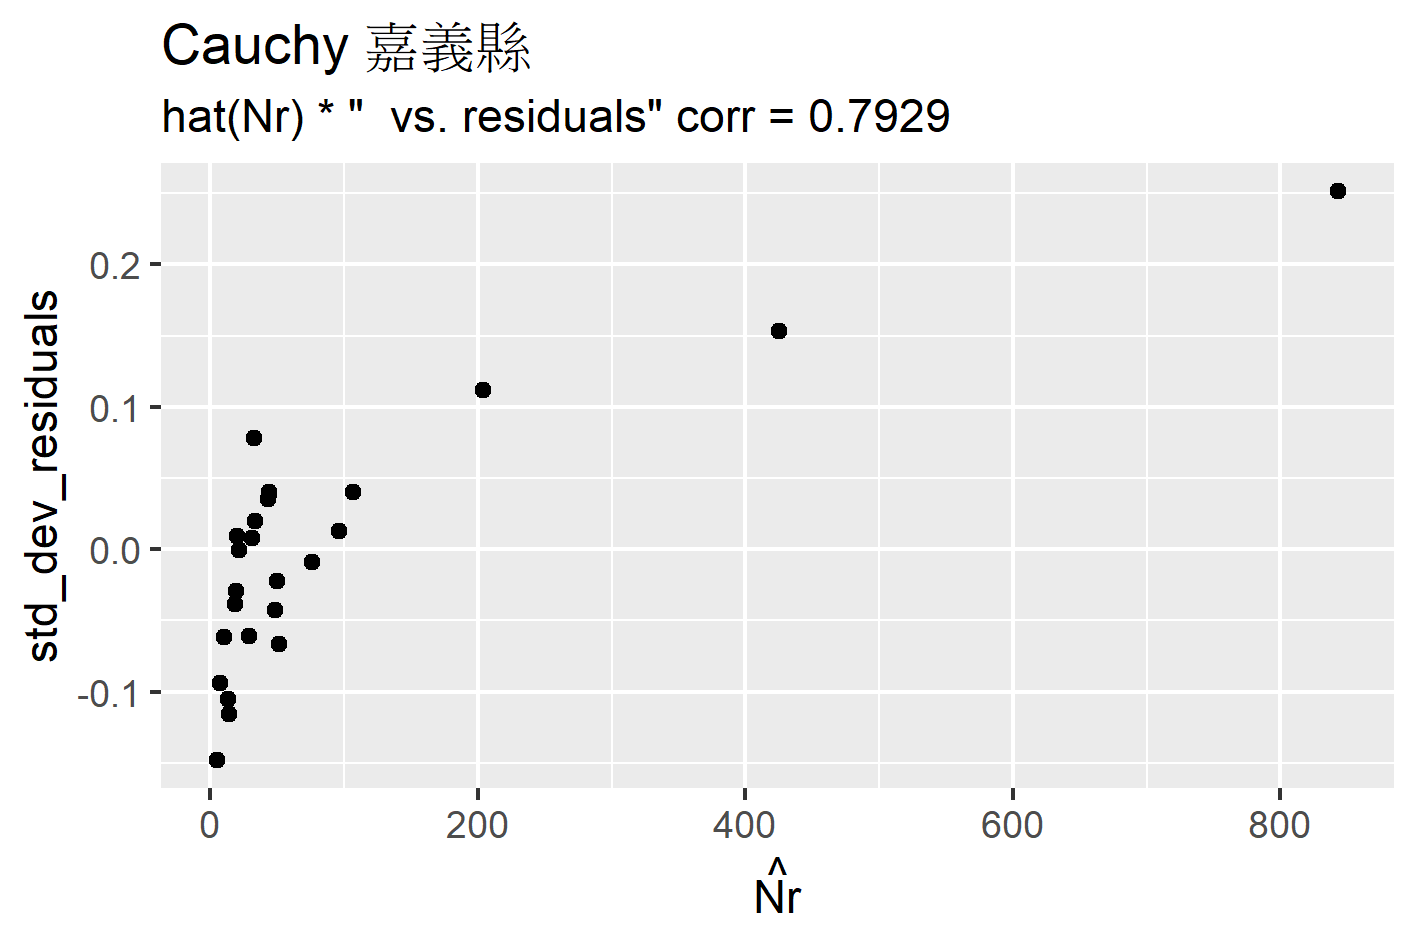 Cauchy 嘉義縣
hat(Nr) * "  vs. residuals" corr = 0.7929
std_dev_residuals
0.2
0.1
0.0
-0.1
0
200
400
600
800
N̂r